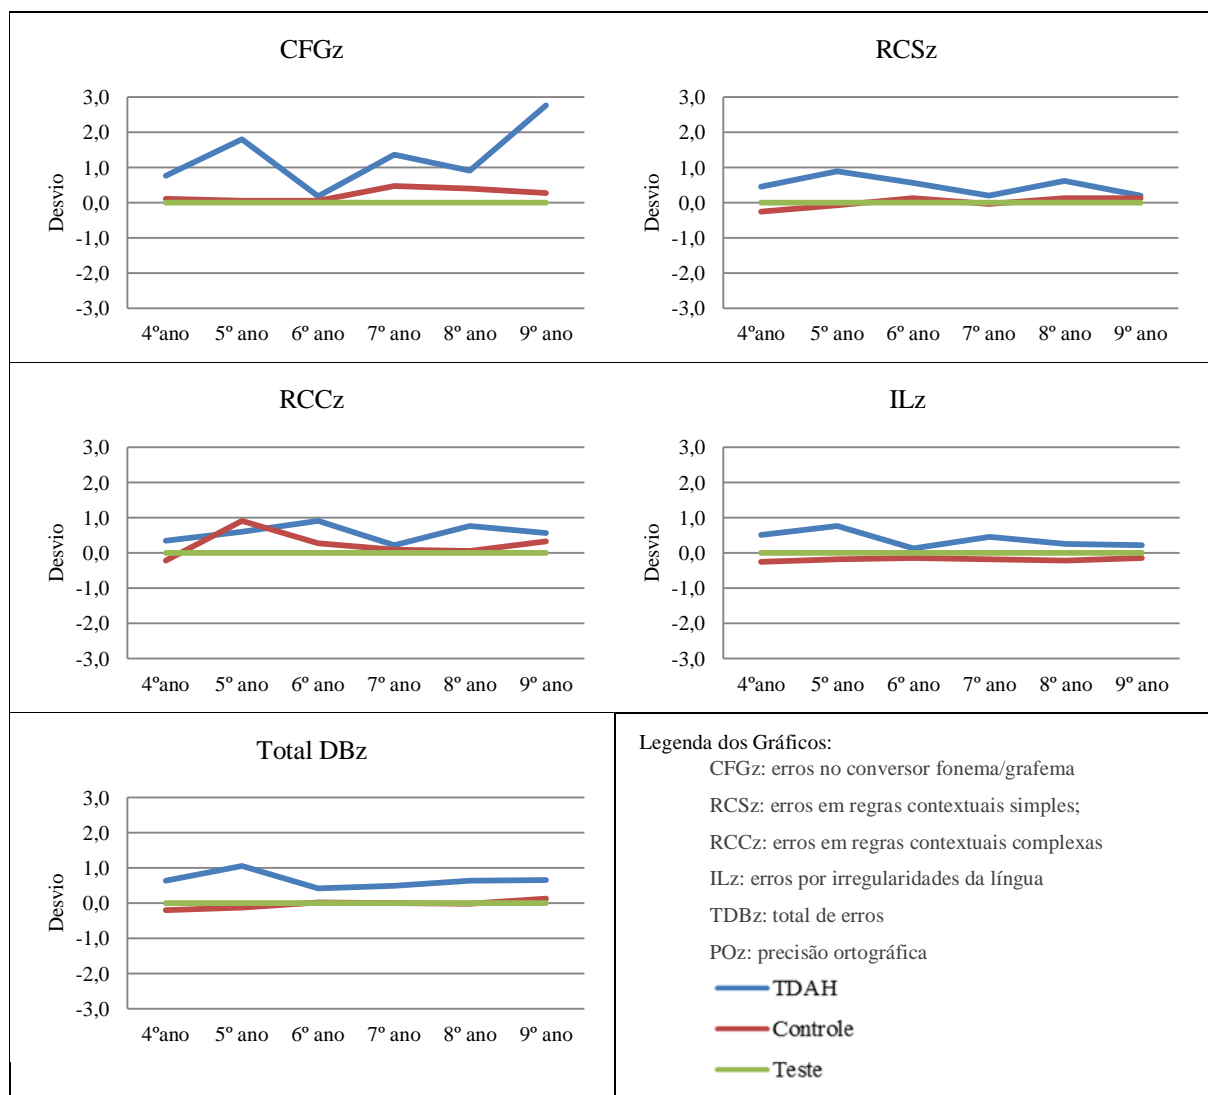 CFGz
3,0
2,0
1,0
0,0
-1,0
-2,0
-3,0
Desvio
4ºano 5º ano 6º ano 7º ano 8º ano 9º ano
RCSz
3,0
2,0
1,0
0,0
-1,0
-2,0
-3,0
Desvio
4ºano 5º ano 6º ano 7º ano 8º ano 9º ano
RCCz
3,0
2,0
1,0
0,0
-1,0
-2,0
-3,0
Desvio
4ºano 5º ano 6º ano 7º ano 8º ano 9º ano
ILz
3,0
2,0
1,0
0,0
-1,0
-2,0
-3,0
Desvio
4ºano 5º ano 6º ano 7º ano 8º ano 9º ano
Total DBz
3,0
2,0
1,0
0,0
-1,0
-2,0
-3,0
Desvio
4ºano 5º ano 6º ano 7º ano 8º ano 9º ano
Legenda dos Gráficos:
CFGz: erros no conversor fonema/grafema
RCSz: erros em regras contextuais simples;
RCCz: erros em regras contextuais complexas
ILz: erros por irregularidades da língua
TDBz: total de erros
POz: precisão ortográfica
TDAH
Controle
Teste